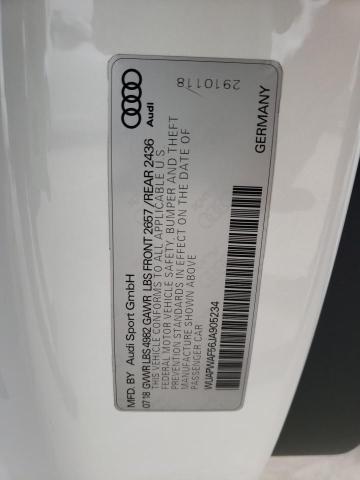 MFD. BY Audi Sport GmbH
07 18 GVWR LBS 4982 GAWR LBS FRONT 2657 / REAR 2436
THIS VEHICLE CONFORMS TO ALL APPLICABLE U.S.
FEDERAL MOTOR VEHICLE SAFETY, BUMPER AND THEFT
PREVENTION STANDARDS IN EFFECT ON THE DATE OF
MANUFACTURE SHOWN ABOVE.
PASSENGER CAR
WUAPWAF56JA905234
Audi
2910118
GERMANY